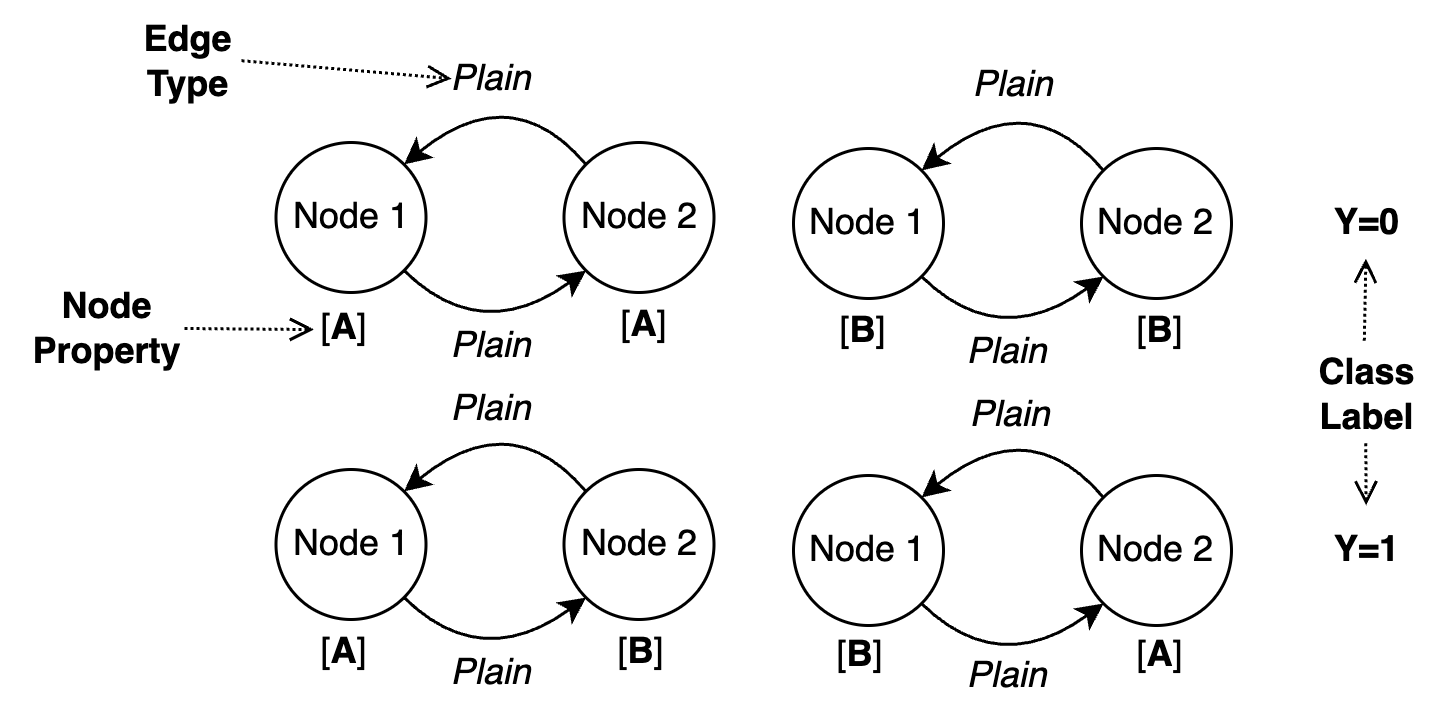 Edge
Type
Plain
Plain
Node 1
Node 2
Node 1
Node 2
Y=0
Node
Property
[A]
[A]
[B]
[B]
Plain
Plain
Class
Label
Plain
Plain
Node 1
Node 2
Node 1
Node 2
Y=1
[A]
[B]
[B]
[A]
Plain
Plain